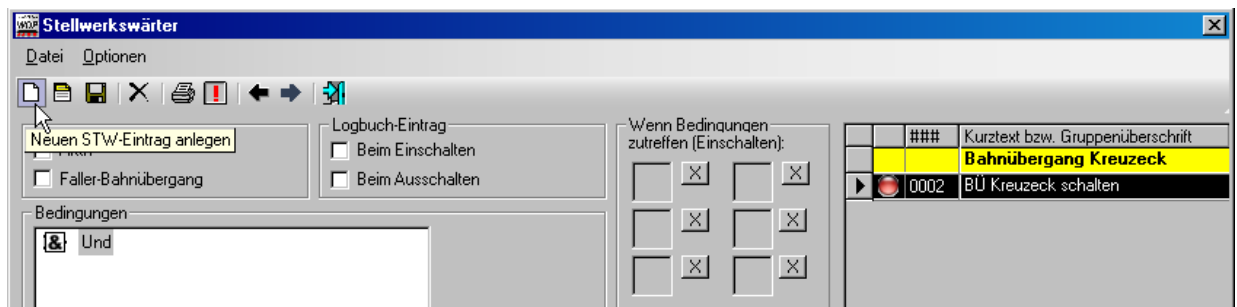 Stellwerkswärter
Datei Optionen
Neuen STW-Eintrag anlegen
Faller-Bahnübergang
Logbuch-Eintrag
Beim Einschalten
Beim Ausschalten
Wenn Bedingungen
zutreffen (Einschalten):
X X
X X
X X
Bedingungen
& Und
### Kurztext bzw. Gruppenüberschrift
Bahnübergang Kreuzeck
0002 BÜ Kreuzeck schalten